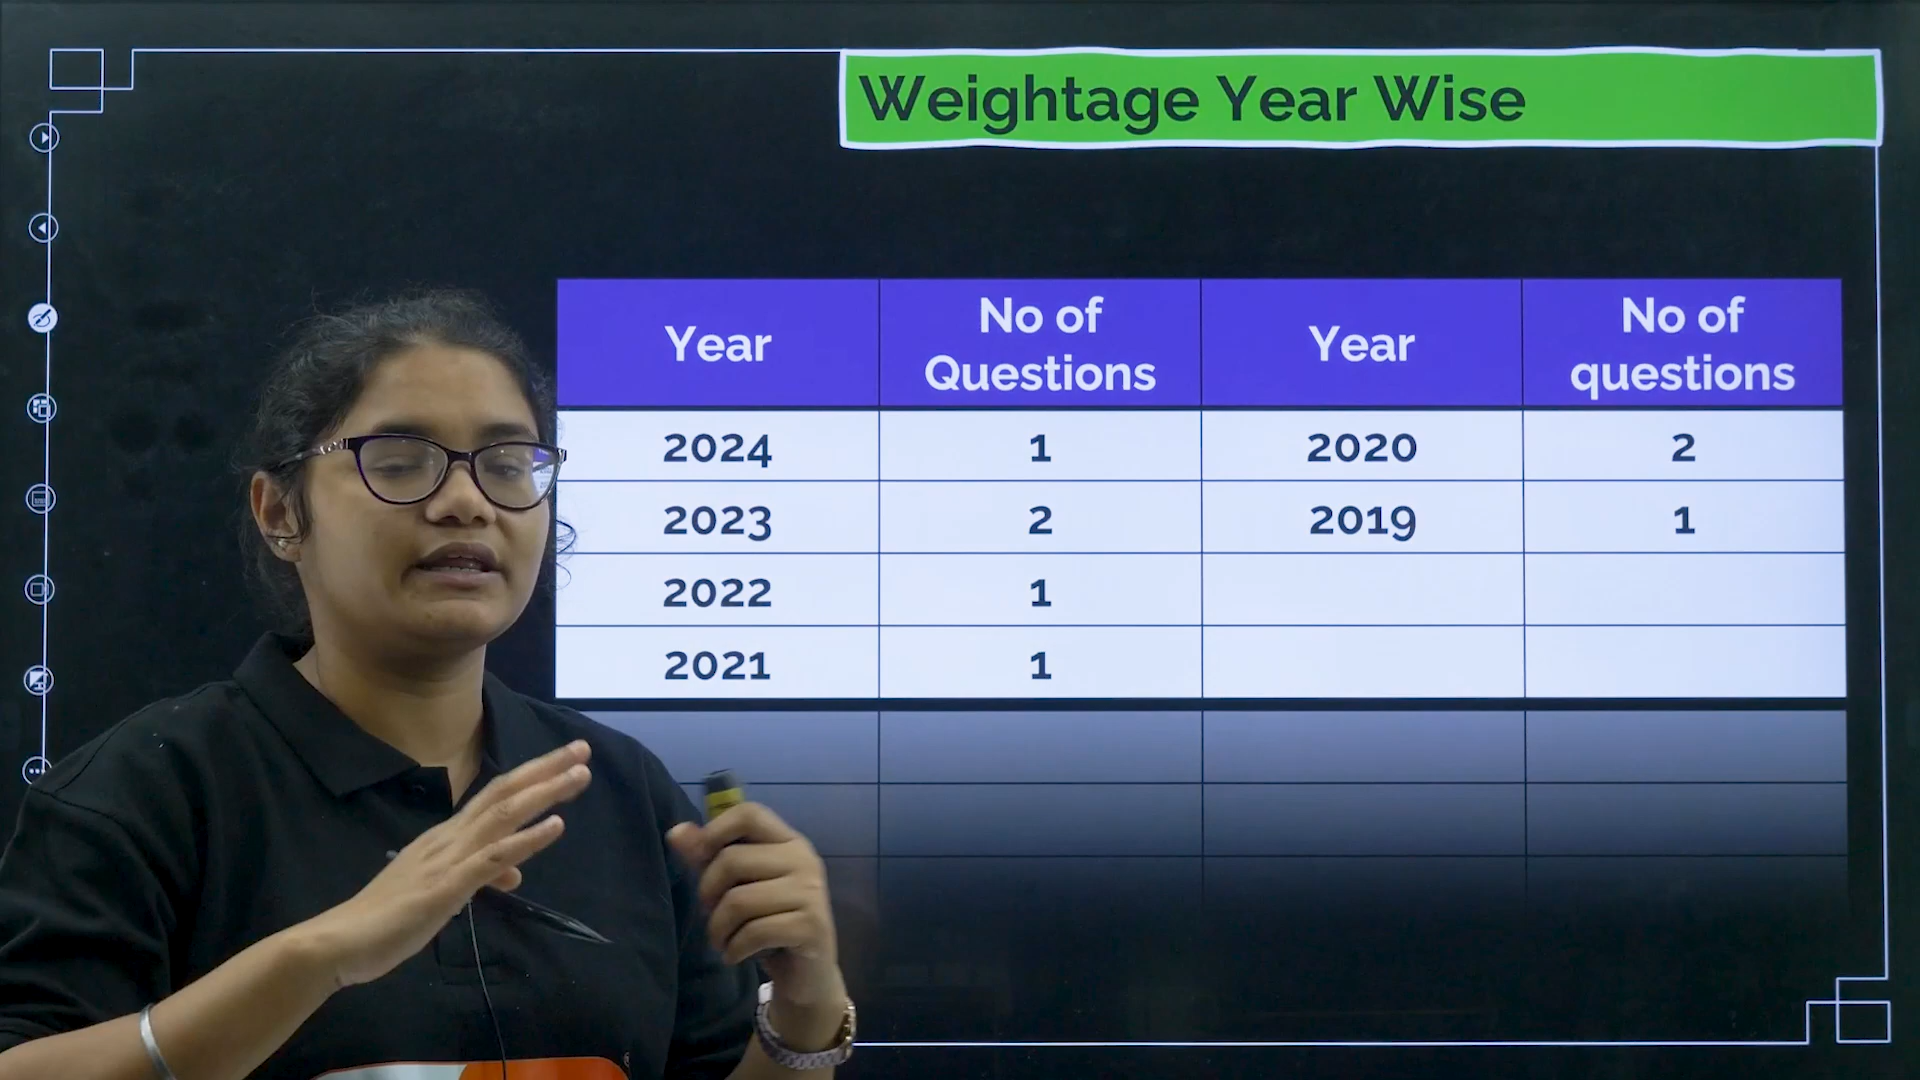 Weightage Year Wise
Year No of Questions Year No of questions
2024 1 2020 2
2023 2 2019 1
2022 1
2021 1